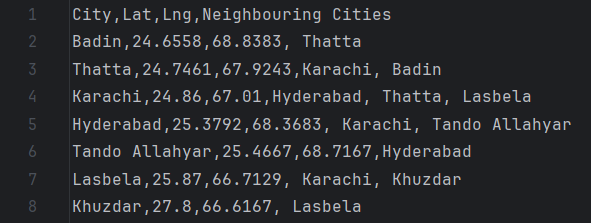 1 City,Lat,Lng,Neighbouring Cities
2 Badin,24.6558,68.8383, Thatta
3 Thatta,24.7461,67.9243,Karachi, Badin
4 Karachi,24.86,67.01,Hyderabad, Thatta, Lasbela
5 Hyderabad,25.3792,68.3683, Karachi, Tando Allahyar
6 Tando Allahyar,25.4667,68.7167,Hyderabad
7 Lasbela,25.87,66.7129, Karachi, Khuzdar
8 Khuzdar,27.8,66.6167, Lasbela